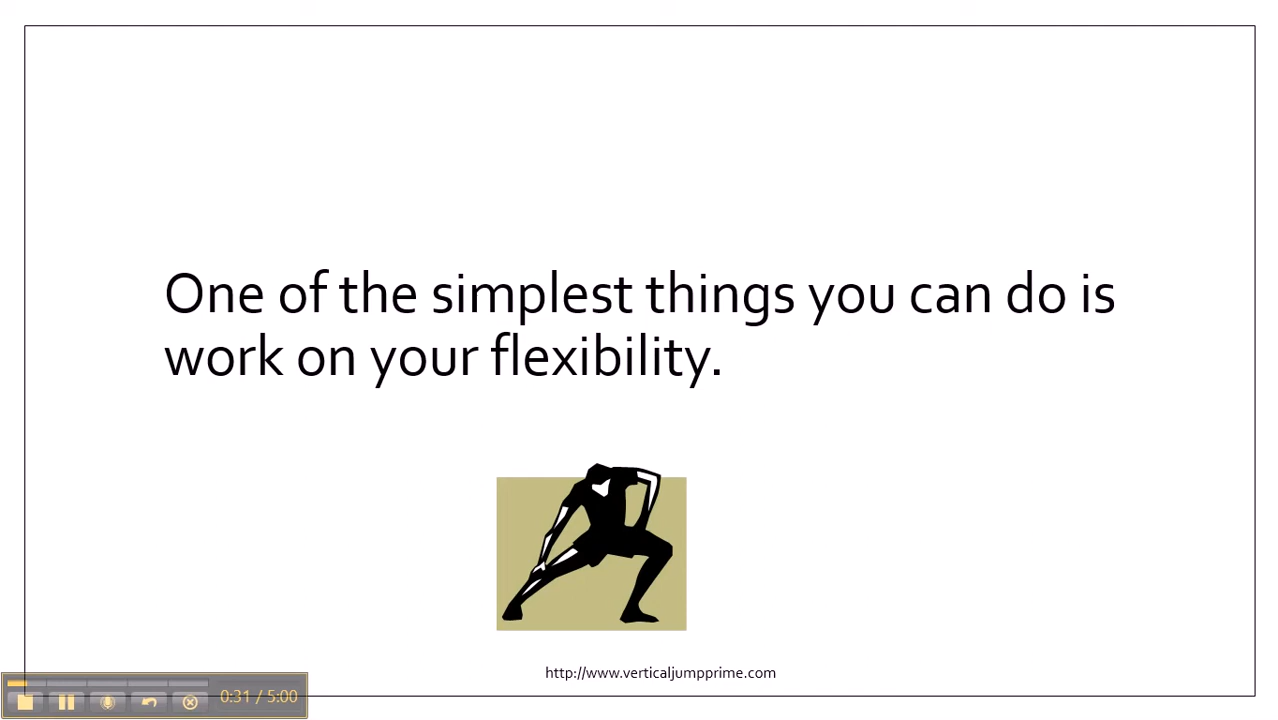 One of the simplest things you can do is
work on your flexibility.
http://www.verticaljumpprime.com
0:31 / 5:00